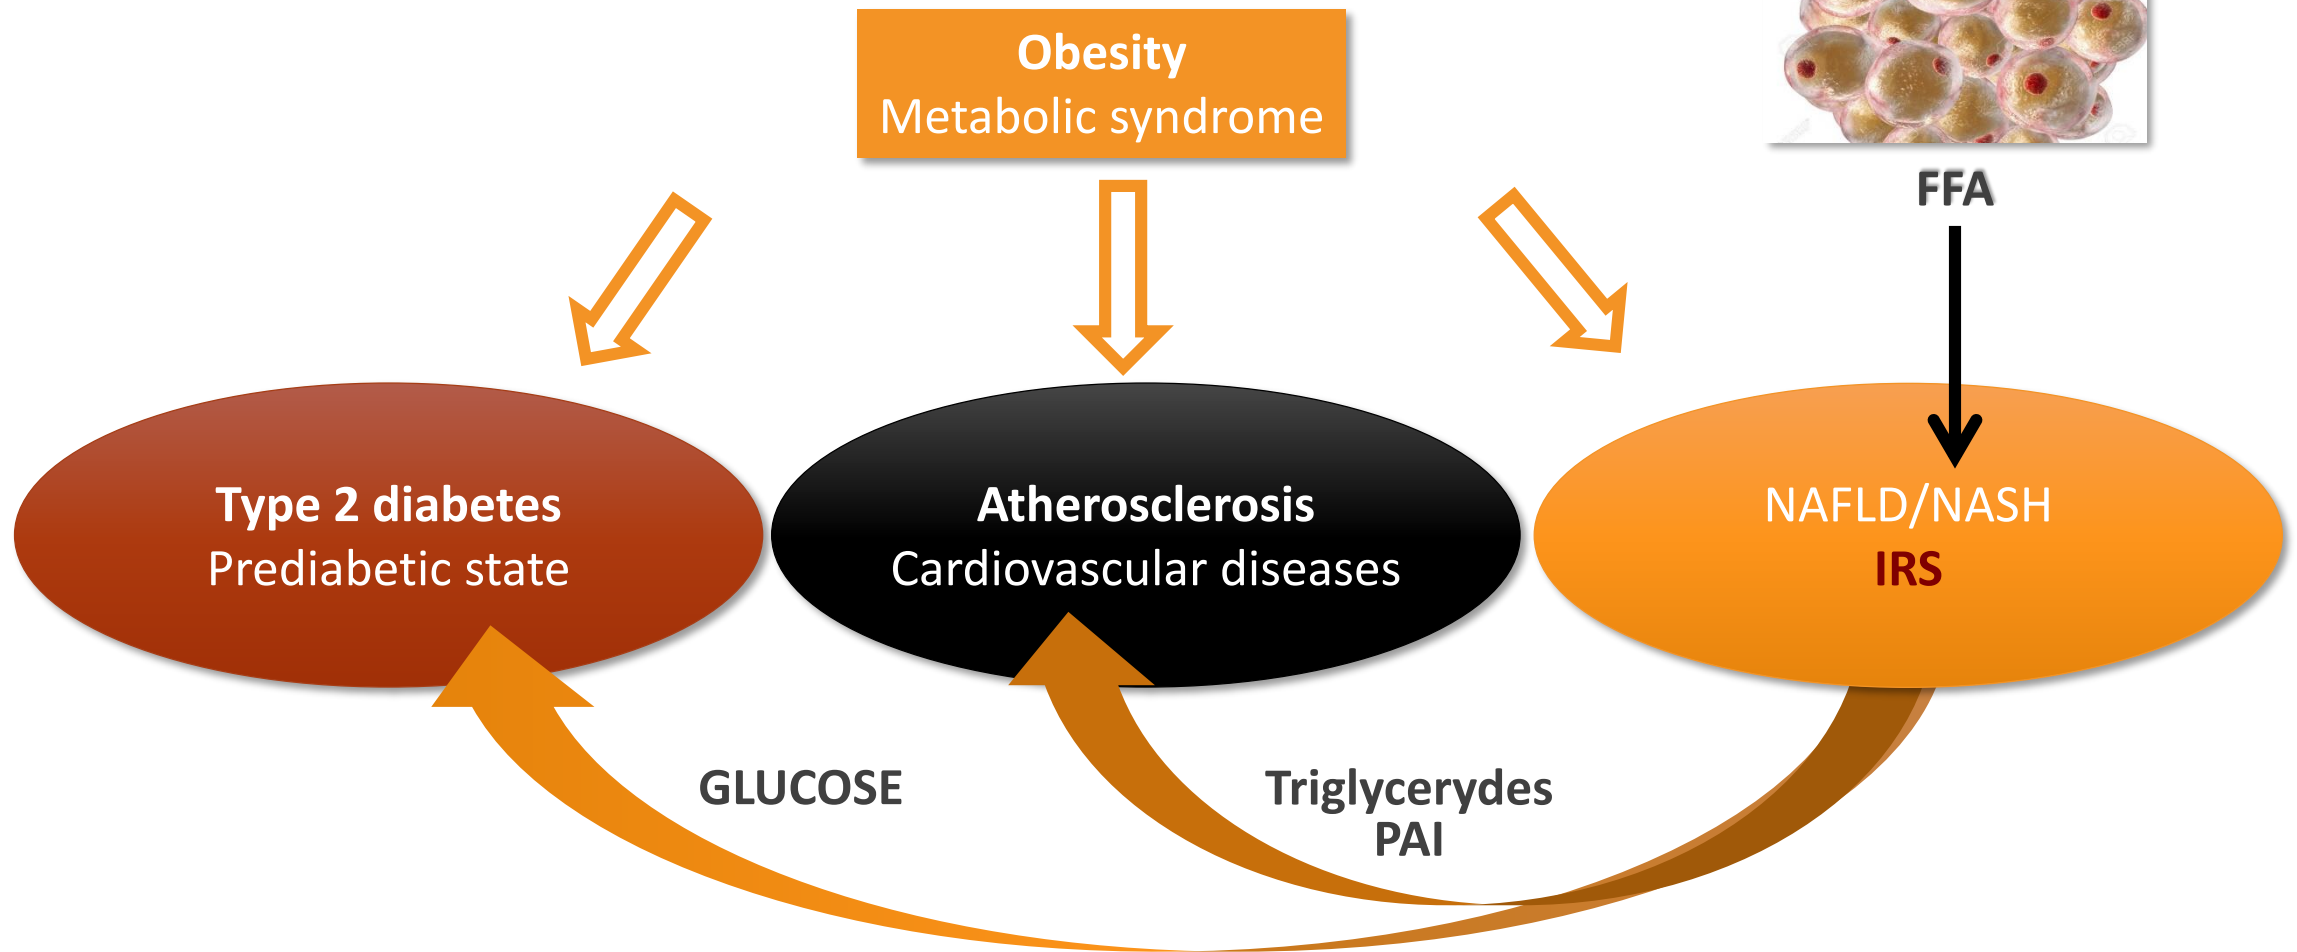 Obesity
Metabolic syndrome
FFA
Type 2 diabetes
Prediabetic state
Atherosclerosis
Cardiovascular diseases
NAFLD/NASH
IRS
GLUCOSE
Triglycerydes
PAI